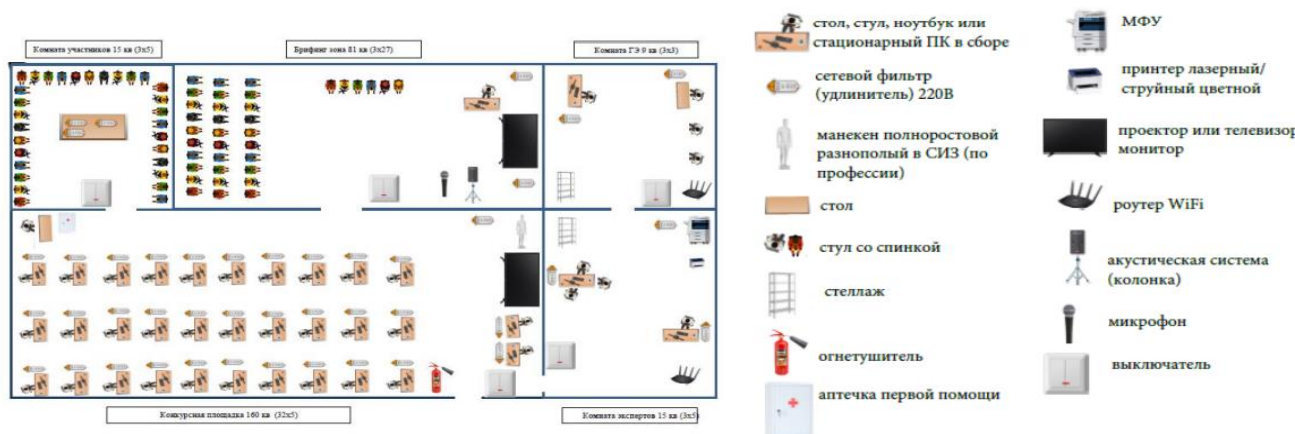 Комната участников 15 кв (3х5)
Брифинг зона 81 кв (3х27)
Комната ГЭ 9 кв (3х3)
Конкурсная площадка 160 кв (32х5)
Комната экспертов 15 кв (3х5)
стол, стул, ноутбук или
стационарный ПК в сборе
сетевой фильтр
(удлинитель) 220В
манекен полноростовой
разнополый в СИЗ (по
профессии)
стол
стул со спинкой
стеллаж
огнетушитель
аптечка первой помощи
МФУ
принтер лазерный/
струйный цветной
проектор или телевизор
монитор
роутер WiFi
акустическая система
(колонка)
микрофон
выключатель